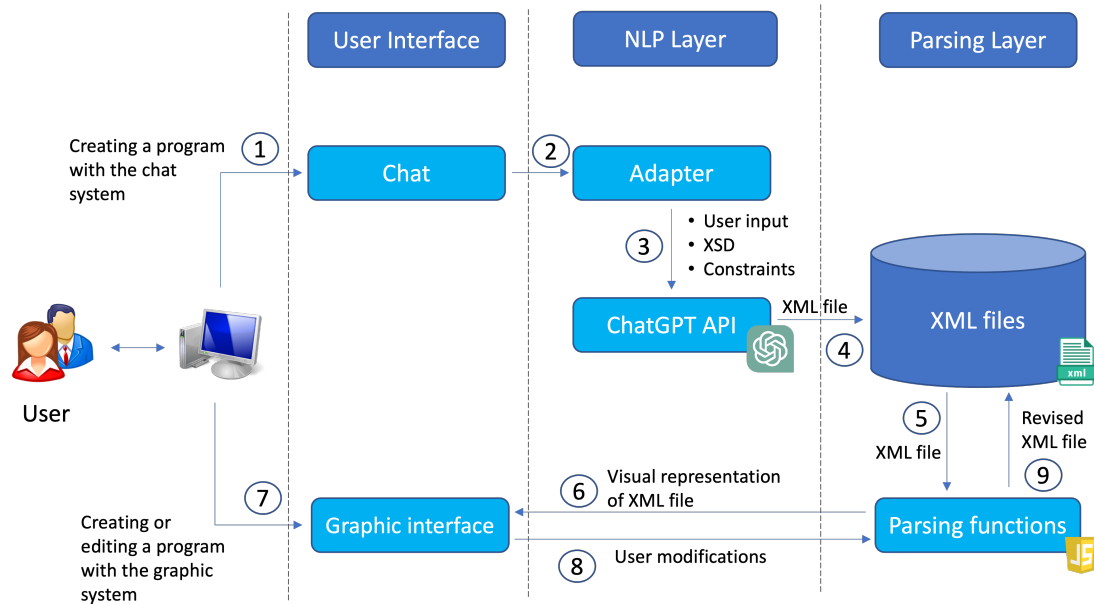 User Interface
NLP Layer
Parsing Layer
Creating a program
with the chat
system
1
Chat
2
Adapter
3
• User input
• XSD
• Constraints
ChatGPT API
XML file
4
XML files
xml
User
5
XML file
Revised
XML file
9
Creating or
editing a program
with the graphic
system
7
Graphic interface
6
Visual representation
of XML file
8
User modifications
Parsing functions
JS